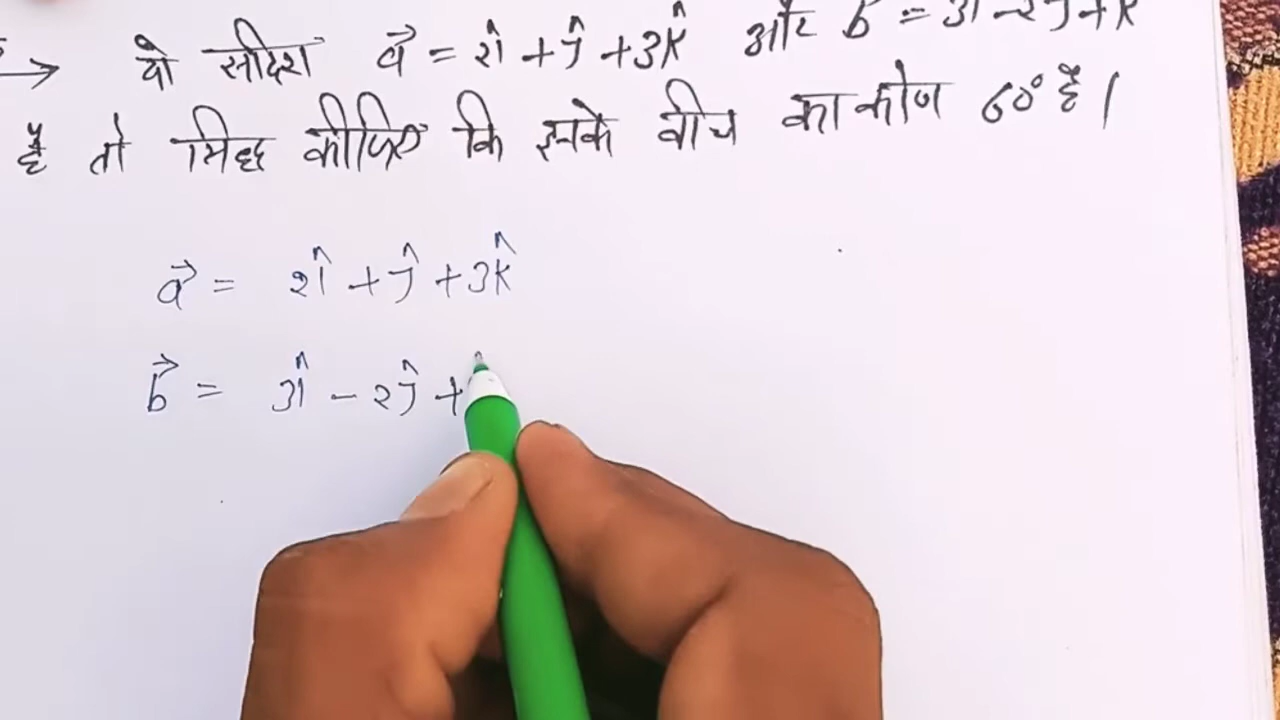 → दो सदिश a⃗ = 2î + ĵ + 3k̂ और b⃗ = 3î - 2ĵ + k̂
है तो सिद्ध कीजिए कि इनके बीच का कोण 60° है।
a⃗ = 2î + ĵ + 3k̂
b⃗ = 3î - 2ĵ +